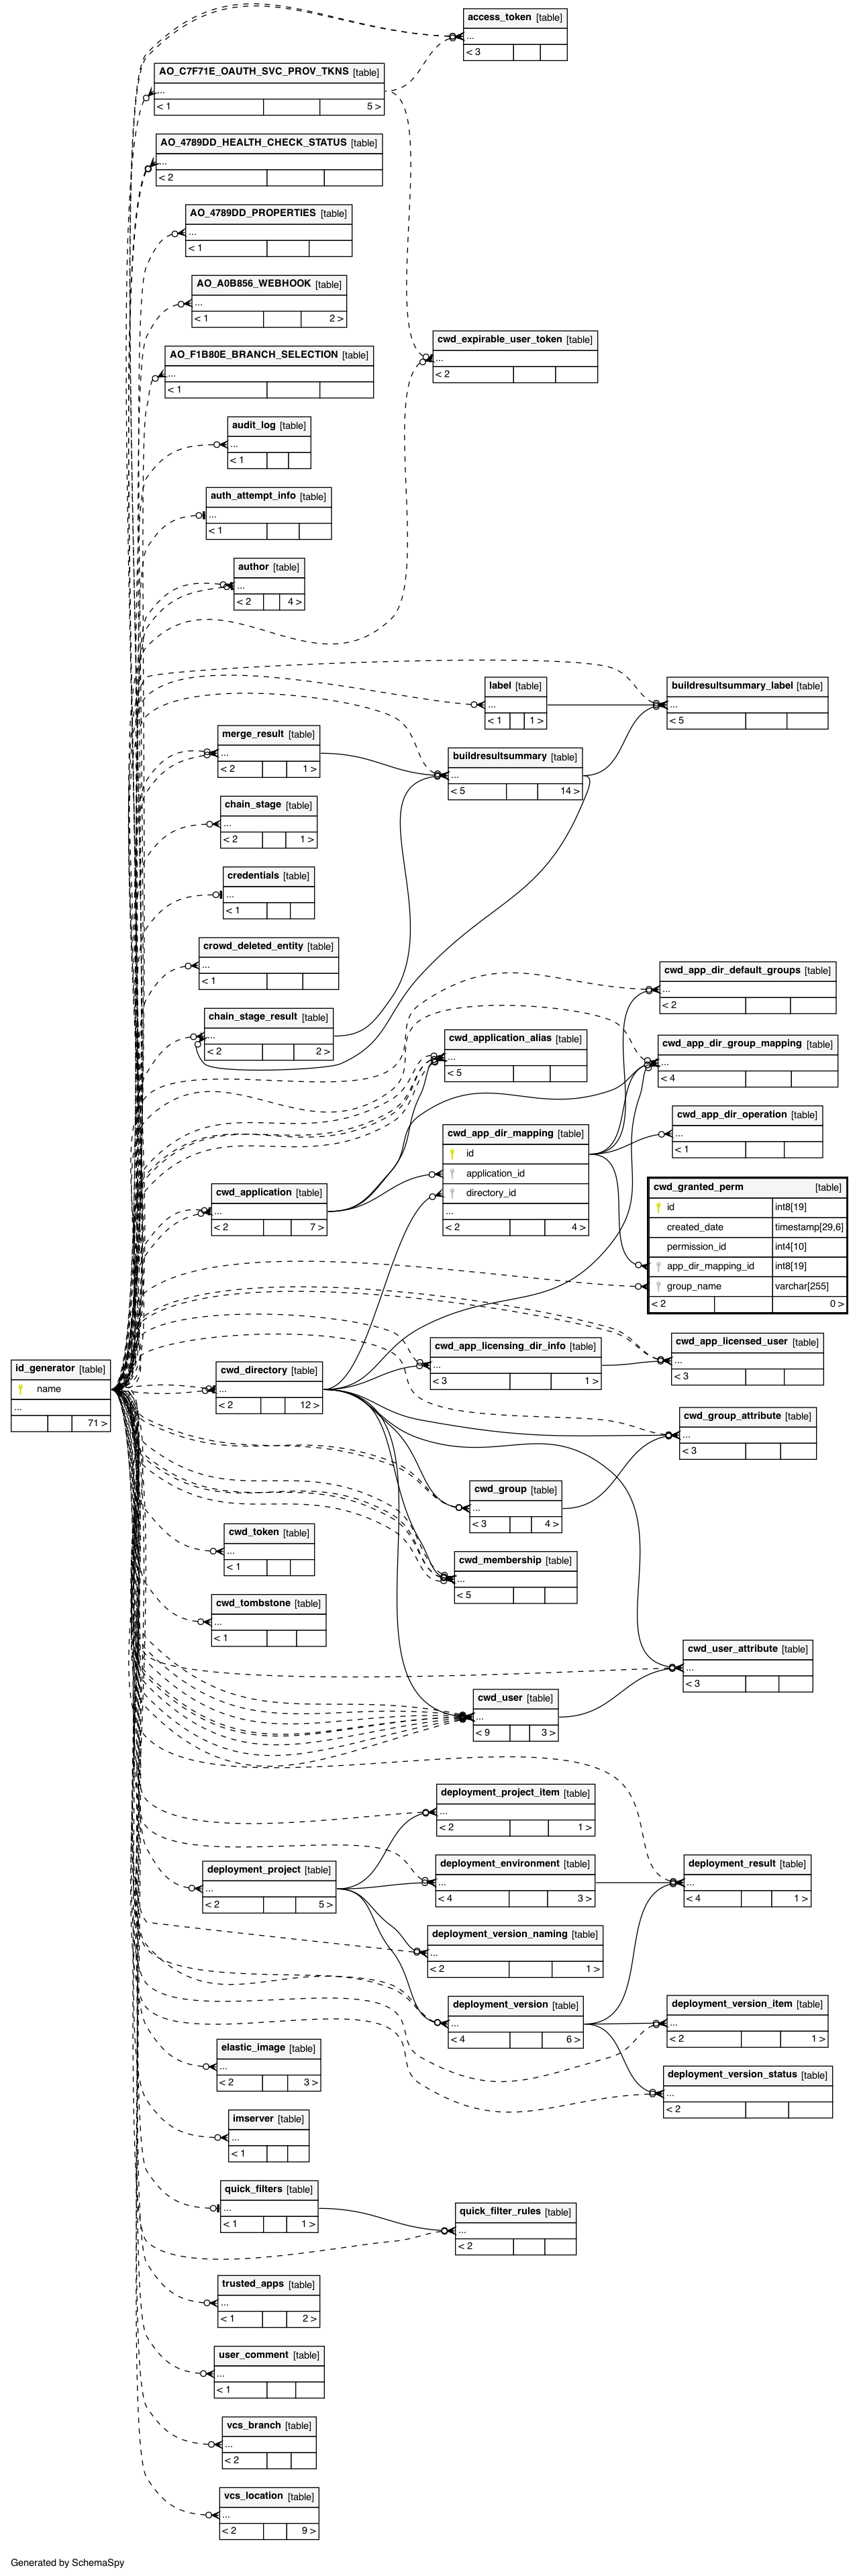 access_token [table]
...
< 3
AO_C7F71E_OAUTH_SVC_PROV_TKNS [table]
...
< 1 5 >
AO_4789DD_HEALTH_CHECK_STATUS [table]
...
< 2
AO_4789DD_PROPERTIES [table]
...
< 1
AO_A0B856_WEBHOOK [table]
...
< 1 2 >
cwd_expirable_user_token [table]
...
< 2
AO_F1B80E_BRANCH_SELECTION [table]
...
< 1
audit_log [table]
...
< 1
auth_attempt_info [table]
...
< 1
author [table]
...
< 2 4 >
label [table]
...
< 1 1 >
buildresultsummary_label [table]
...
< 5
merge_result [table]
...
< 2 1 >
buildresultsummary [table]
...
< 5 14 >
chain_stage [table]
...
< 2 1 >
credentials [table]
...
< 1
crowd_deleted_entity [table]
...
< 1
cwd_app_dir_default_groups [table]
...
< 2
chain_stage_result [table]
...
< 2 2 >
cwd_application_alias [table]
...
< 5
cwd_app_dir_group_mapping [table]
...
< 4
cwd_app_dir_operation [table]
...
< 1
cwd_app_dir_mapping [table]
id
application_id
directory_id
...
< 2 4 >
cwd_application [table]
...
< 2 7 >
cwd_granted_perm [table]
id int8[19]
created_date timestamp[29,6]
permission_id int4[10]
app_dir_mapping_id int8[19]
group_name varchar[255]
< 2 0 >
cwd_app_licensing_dir_info [table]
...
< 3 1 >
cwd_app_licensed_user [table]
...
< 3
id_generator [table]
name
...
71 >
cwd_directory [table]
...
< 2 12 >
cwd_group_attribute [table]
...
< 3
cwd_group [table]
...
< 3 4 >
cwd_token [table]
...
< 1
cwd_membership [table]
...
< 5
cwd_tombstone [table]
...
< 1
cwd_user_attribute [table]
...
< 3
cwd_user [table]
...
< 9 3 >
deployment_project_item [table]
...
< 2 1 >
deployment_project [table]
...
< 2 5 >
deployment_environment [table]
...
< 4 3 >
deployment_result [table]
...
< 4 1 >
deployment_version_naming [table]
...
< 2 1 >
deployment_version [table]
...
< 4 6 >
deployment_version_item [table]
...
< 2 1 >
elastic_image [table]
...
< 2 3 >
deployment_version_status [table]
...
< 2
imserver [table]
...
< 1
quick_filters [table]
...
< 1 1 >
quick_filter_rules [table]
...
< 2
trusted_apps [table]
...
< 1 2 >
user_comment [table]
...
< 1
vcs_branch [table]
...
< 2
vcs_location [table]
...
< 2 9 >
Generated by SchemaSpy